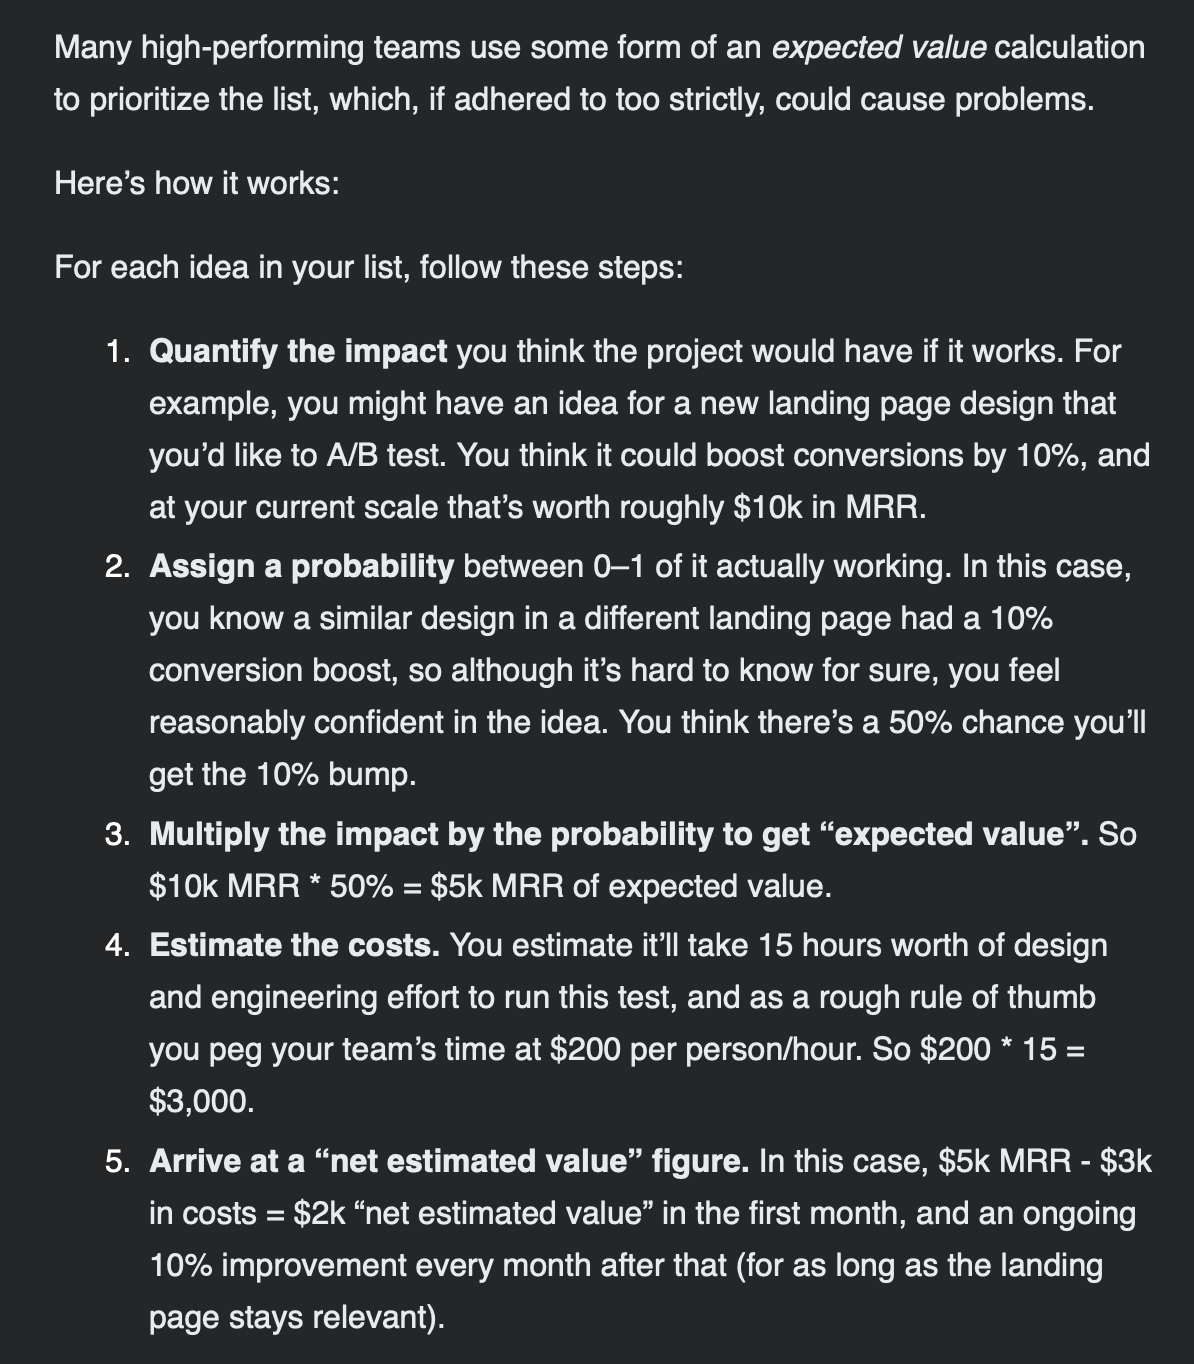 Many high-performing teams use some form of an expected value calculation
to prioritize the list, which, if adhered to too strictly, could cause problems.
Here’s how it works:
For each idea in your list, follow these steps:
1. Quantify the impact you think the project would have if it works. For
example, you might have an idea for a new landing page design that
you’d like to A/B test. You think it could boost conversions by 10%, and
at your current scale that’s worth roughly $10k in MRR.
2. Assign a probability between 0–1 of it actually working. In this case,
you know a similar design in a different landing page had a 10%
conversion boost, so although it’s hard to know for sure, you feel
reasonably confident in the idea. You think there’s a 50% chance you’ll
get the 10% bump.
3. Multiply the impact by the probability to get “expected value”. So
$10k MRR * 50% = $5k MRR of expected value.
4. Estimate the costs. You estimate it’ll take 15 hours worth of design
and engineering effort to run this test, and as a rough rule of thumb
you peg your team’s time at $200 per person/hour. So $200 * 15 =
$3,000.
5. Arrive at a “net estimated value” figure. In this case, $5k MRR - $3k
in costs = $2k “net estimated value” in the first month, and an ongoing
10% improvement every month after that (for as long as the landing
page stays relevant).